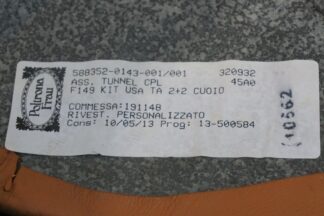 Poltrona
Frau
588352-0143-001/001 320932
ASS. TUNNEL CPL 45A0
F149 KIT USA TA 2+2 CUOIO
COMMESSA:191148
RIVEST. PERSONALIZZATO
Cons: 10/05/13 Prog: 13-500584
10562